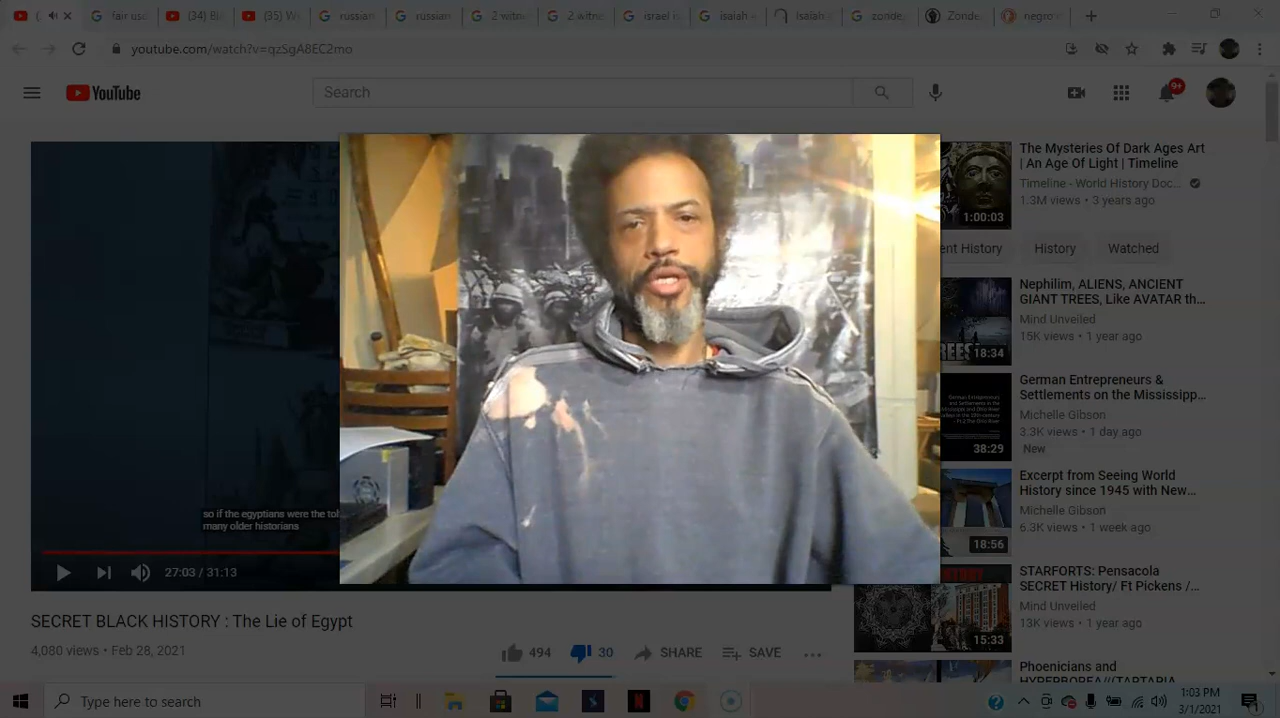 fair use
(34) Bl
(35) W
russian
russian
2 witn
2 witne
israel i
isaiah
Isaiah
zonde
Zonde
negro
youtube.com/watch?v=qzSgA8EC2mo
YouTube
Search
9+
The Mysteries Of Dark Ages Art
| An Age Of Light | Timeline
Timeline - World History Doc...
1.3M views • 3 years ago
1:00:03
ent History
History
Watched
Nephilim, ALIENS, ANCIENT
GIANT TREES, Like AVATAR th...
Mind Unveiled
15K views • 1 year ago
REES
18:34
German Entrepreneurs &
Settlements on the Mississipp...
Michelle Gibson
3.3K views • 1 day ago
New
38:29
Excerpt from Seeing World
History since 1945 with New...
Michelle Gibson
6.3K views • 1 week ago
18:56
STARFORTS: Pensacola
SECRET History/ Ft Pickens /...
Mind Unveiled
13K views • 1 year ago
15:33
Phoenicians and
HYPERBOREA//(TARTARIA
so if the egyptians were the tol
many older historians
27:03 / 31:13
SECRET BLACK HISTORY : The Lie of Egypt
4,080 views • Feb 28, 2021
494
30
SHARE
SAVE
Type here to search
1:03 PM
3/1/2021